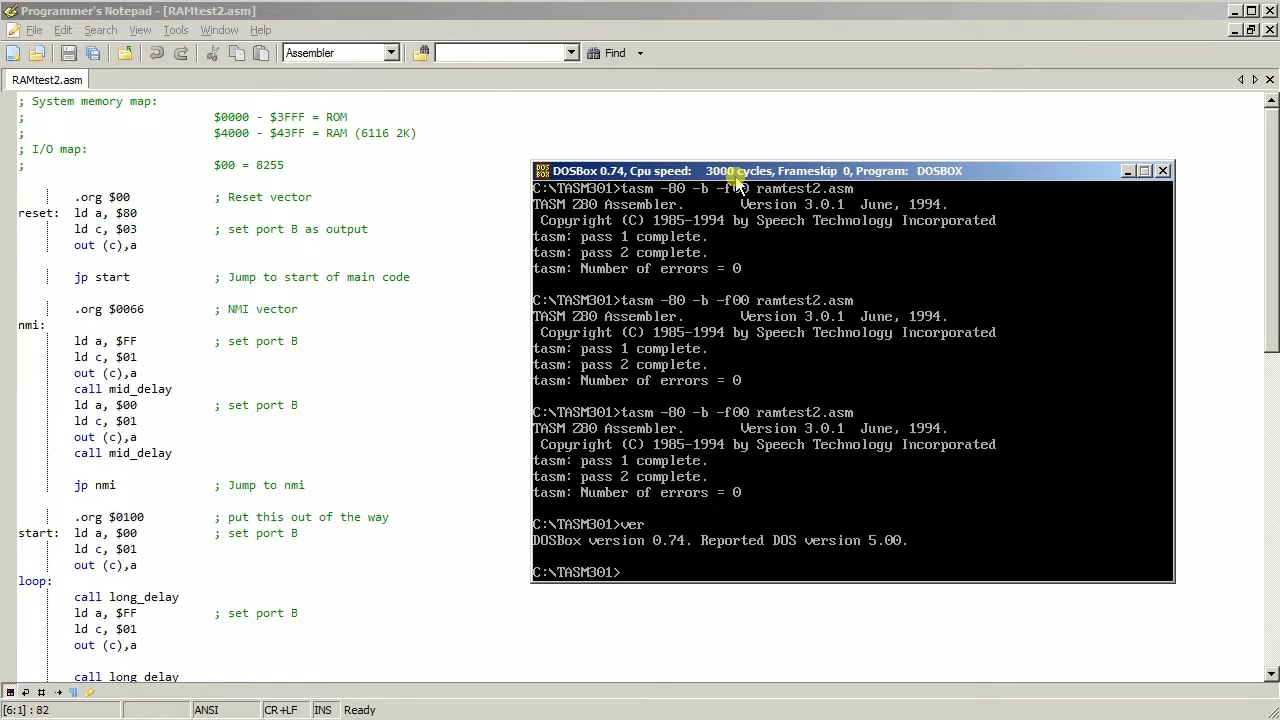 Programmer's Notepad - [RAMtest2.asm]
File Edit Search View Tools Window Help
Assembler Find
RAMtest2.asm
; System memory map:
; $0000 - $3FFF = ROM
; $4000 - $43FF = RAM (6116 2K)
; I/O map:
; $00 = 8255
.org $00 ; Reset vector
reset: ld a, $80
ld c, $03 ; set port B as output
out (c),a
jp start ; Jump to start of main code
.org $0066 ; NMI vector
nmi:
ld a, $FF ; set port B
ld c, $01
out (c),a
call mid_delay
ld a, $00 ; set port B
ld c, $01
out (c),a
call mid_delay
jp nmi ; Jump to nmi
.org $0100 ; put this out of the way
start: ld a, $00 ; set port B
ld c, $01
out (c),a
loop:
call long_delay
ld a, $FF ; set port B
ld c, $01
out (c),a
call long_delay
DOSBox 0.74, Cpu speed: 3000 cycles, Frameskip 0, Program: DOSBOX
C:\TASM301>tasm -80 -b -f00 ramtest2.asm
TASM Z80 Assembler. Version 3.0.1 June, 1994.
Copyright (C) 1985-1994 by Speech Technology Incorporated
tasm: pass 1 complete.
tasm: pass 2 complete.
tasm: Number of errors = 0
C:\TASM301>tasm -80 -b -f00 ramtest2.asm
TASM Z80 Assembler. Version 3.0.1 June, 1994.
Copyright (C) 1985-1994 by Speech Technology Incorporated
tasm: pass 1 complete.
tasm: pass 2 complete.
tasm: Number of errors = 0
C:\TASM301>tasm -80 -b -f00 ramtest2.asm
TASM Z80 Assembler. Version 3.0.1 June, 1994.
Copyright (C) 1985-1994 by Speech Technology Incorporated
tasm: pass 1 complete.
tasm: pass 2 complete.
tasm: Number of errors = 0
C:\TASM301>ver
DOSBox version 0.74. Reported DOS version 5.00.
C:\TASM301>
[6:1] : 82 ANSI CR+LF INS Ready